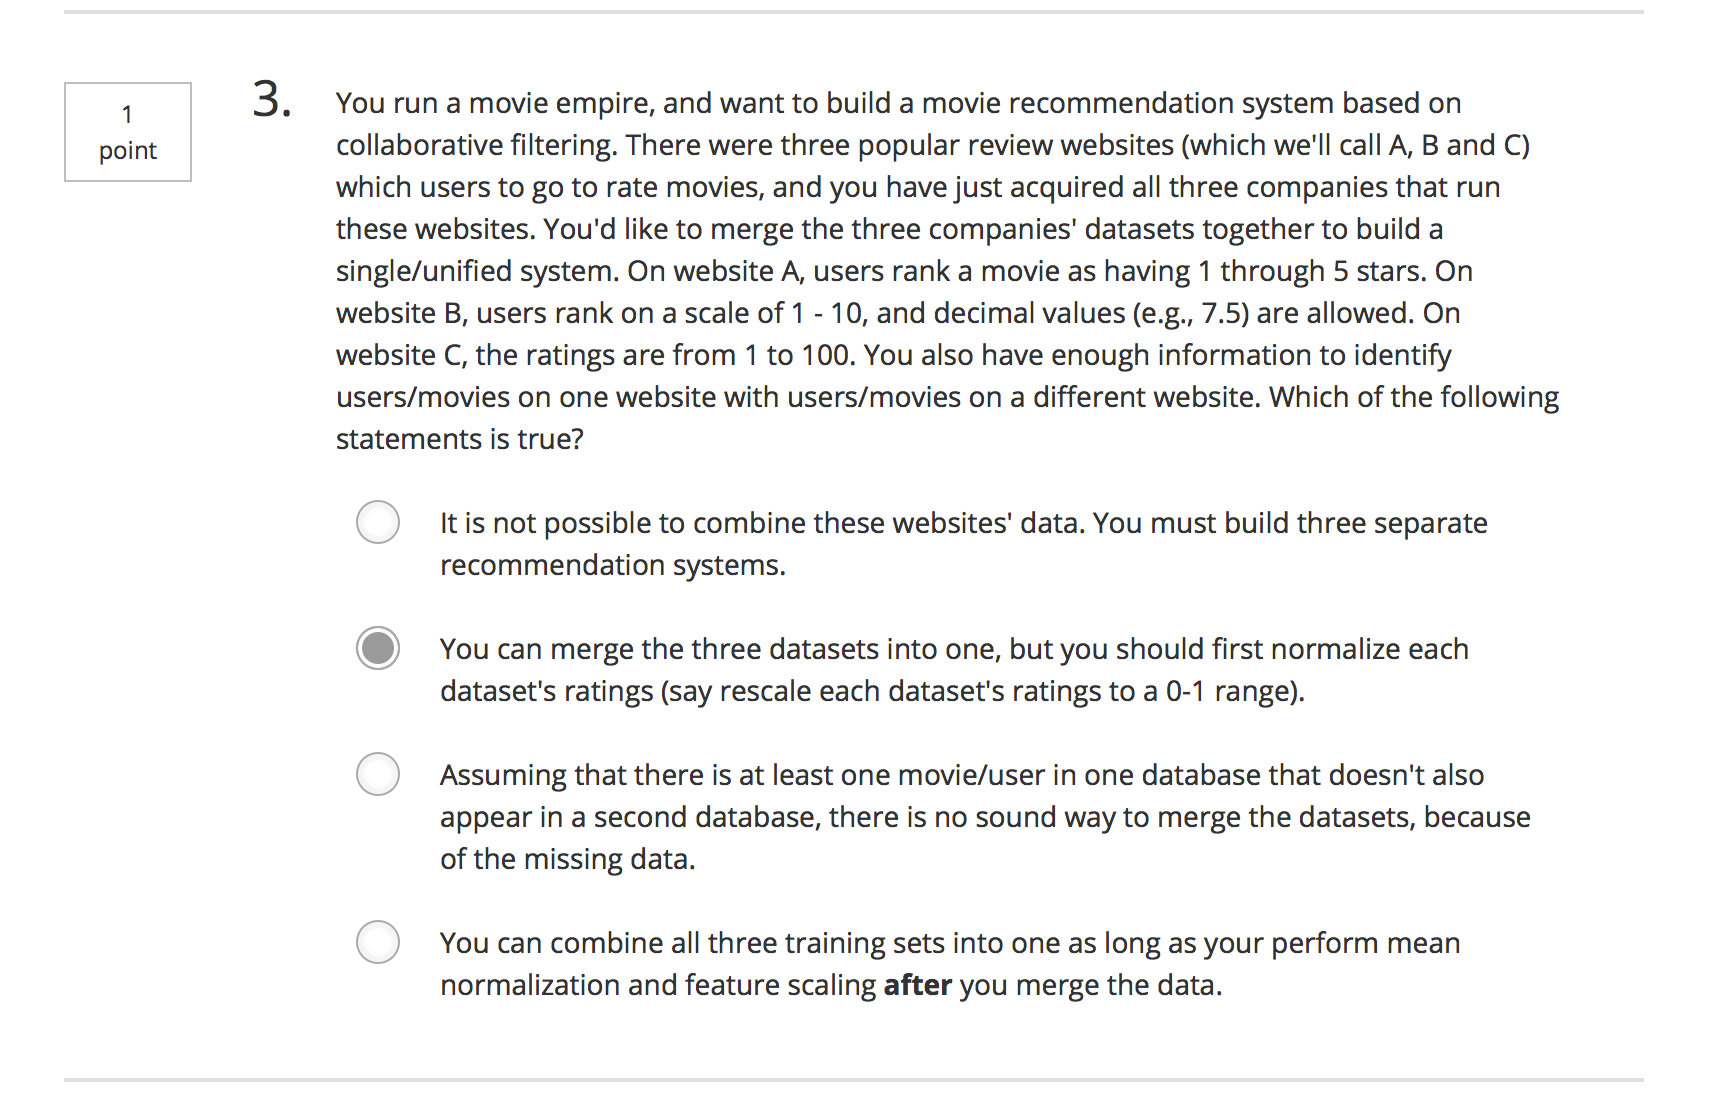 1
point
3.
You run a movie empire, and want to build a movie recommendation system based on
collaborative filtering. There were three popular review websites (which we'll call A, B and C)
which users to go to rate movies, and you have just acquired all three companies that run
these websites. You'd like to merge the three companies' datasets together to build a
single/unified system. On website A, users rank a movie as having 1 through 5 stars. On
website B, users rank on a scale of 1 - 10, and decimal values (e.g., 7.5) are allowed. On
website C, the ratings are from 1 to 100. You also have enough information to identify
users/movies on one website with users/movies on a different website. Which of the following
statements is true?
It is not possible to combine these websites' data. You must build three separate
recommendation systems.
You can merge the three datasets into one, but you should first normalize each
dataset's ratings (say rescale each dataset's ratings to a 0-1 range).
Assuming that there is at least one movie/user in one database that doesn't also
appear in a second database, there is no sound way to merge the datasets, because
of the missing data.
You can combine all three training sets into one as long as your perform mean
normalization and feature scaling after you merge the data.